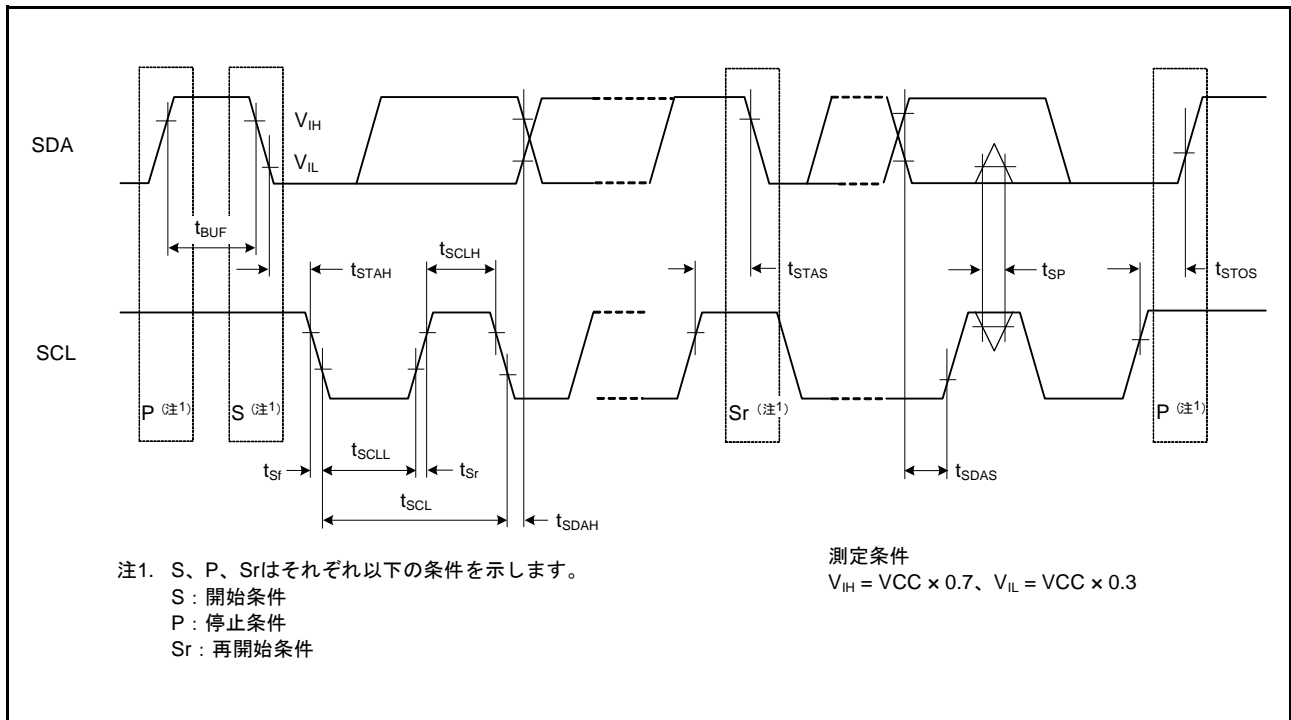 SDA
V_IH
V_IL
t_BUF
t_STAH
t_SCLH
t_STAS
t_SP
t_STOS
SCL
P（注1）
S（注1）
Sr（注1）
P（注1）
t_Sf
t_SCLL
t_Sr
t_SDAS
t_SCL
t_SDAH
注1. S、P、Srはそれぞれ以下の条件を示します。
S：開始条件
P：停止条件
Sr：再開始条件
測定条件
V_IH = VCC × 0.7、V_IL = VCC × 0.3